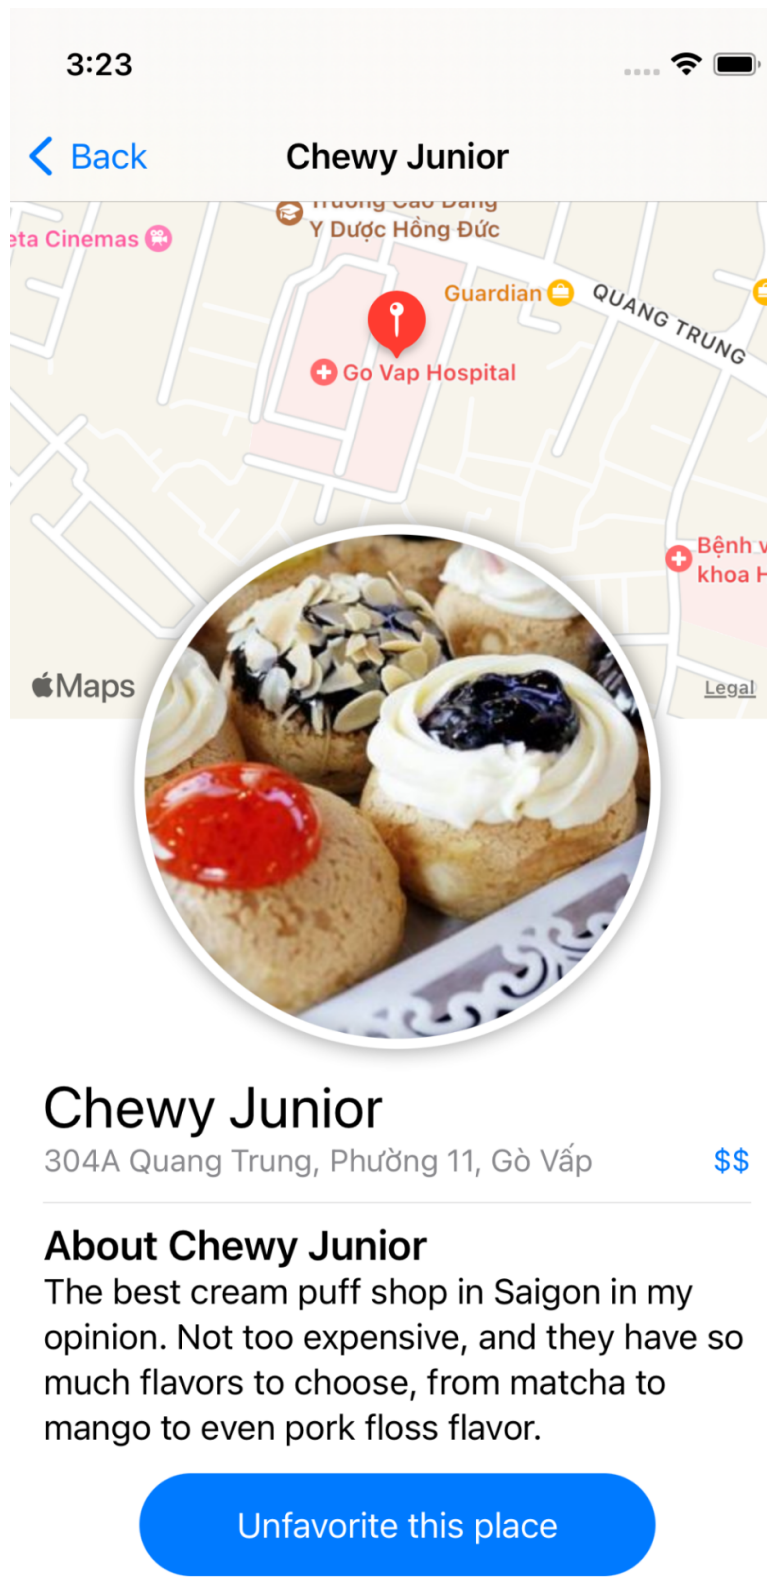 3:23
Back
Chewy Junior
Trường Cao Đẳng
Y Dược Hồng Đức
eta Cinemas
Guardian
QUANG TRUNG
Go Vap Hospital
Bệnh v
khoa H
Maps
Legal
Chewy Junior
304A Quang Trung, Phường 11, Gò Vấp
$$
About Chewy Junior
The best cream puff shop in Saigon in my
opinion. Not too expensive, and they have so
much flavors to choose, from matcha to
mango to even pork floss flavor.
Unfavorite this place